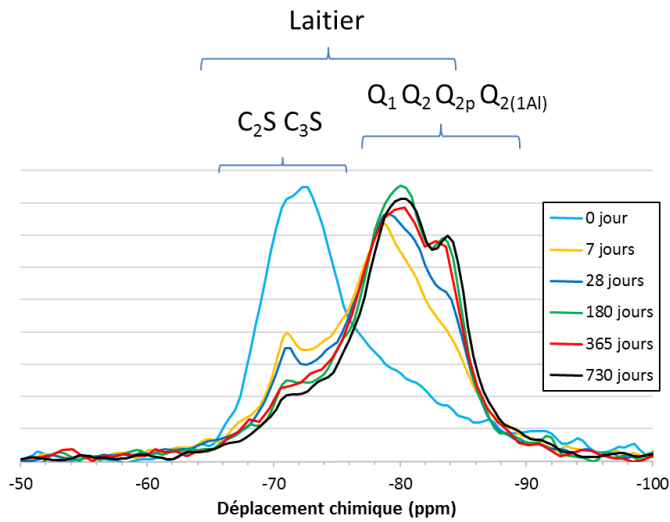 Laitier
Q1 Q2 Q2p Q2(1Al)
C2S C3S
0 jour
7 jours
28 jours
180 jours
365 jours
730 jours
-50 -60 -70 -80 -90 -100
Déplacement chimique (ppm)